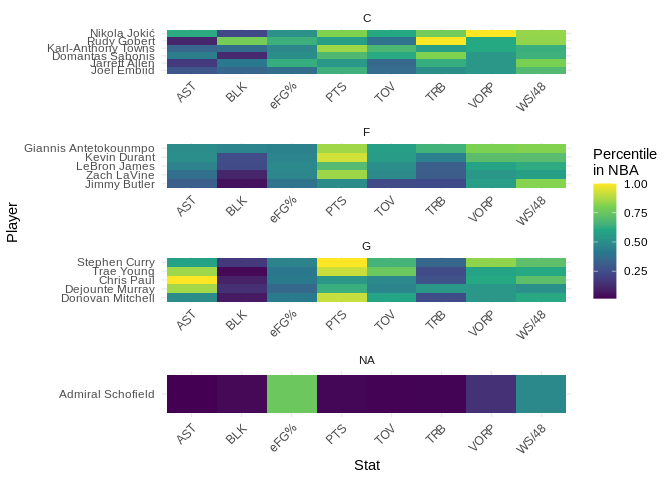 C
Nikola Jokić
Rudy Gobert
Karl-Anthony Towns
Domantas Sabonis
Jarrett Allen
Joel Embiid
AST BLK eFG% PTS TOV TRB VORP WS/48
F
Giannis Antetokounmpo
Kevin Durant
LeBron James
Zach LaVine
Jimmy Butler
AST BLK eFG% PTS TOV TRB VORP WS/48
G
Stephen Curry
Trae Young
Chris Paul
Dejounte Murray
Donovan Mitchell
AST BLK eFG% PTS TOV TRB VORP WS/48
NA
Admiral Schofield
AST BLK eFG% PTS TOV TRB VORP WS/48
Stat
Player
Percentile
in NBA
1.00
0.75
0.50
0.25